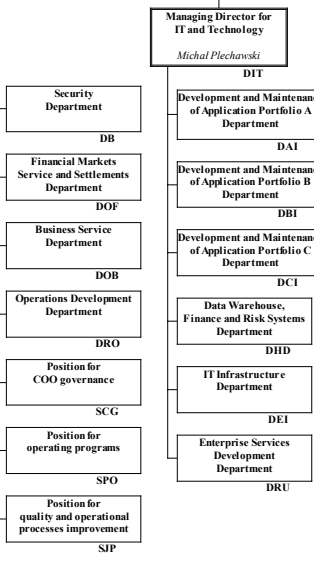 Managing Director for
IT and Technology
Michał Plechawski
DIT
Security
Department
DB
Financial Markets
Service and Settlements
Department
DOF
Business Service
Department
DOB
Operations Development
Department
DRO
Position for
COO governance
SCG
Position for
operating programs
SPO
Position for
quality and operational
processes improvement
SJP
Development and Maintenanc
of Application Portfolio A
Department
DAI
Development and Maintenanc
of Application Portfolio B
Department
DBI
Development and Maintenanc
of Application Portfolio C
Department
DCI
Data Warehouse,
Finance and Risk Systems
Department
DHD
IT Infrastructure
Department
DEI
Enterprise Services
Development
Department
DRU